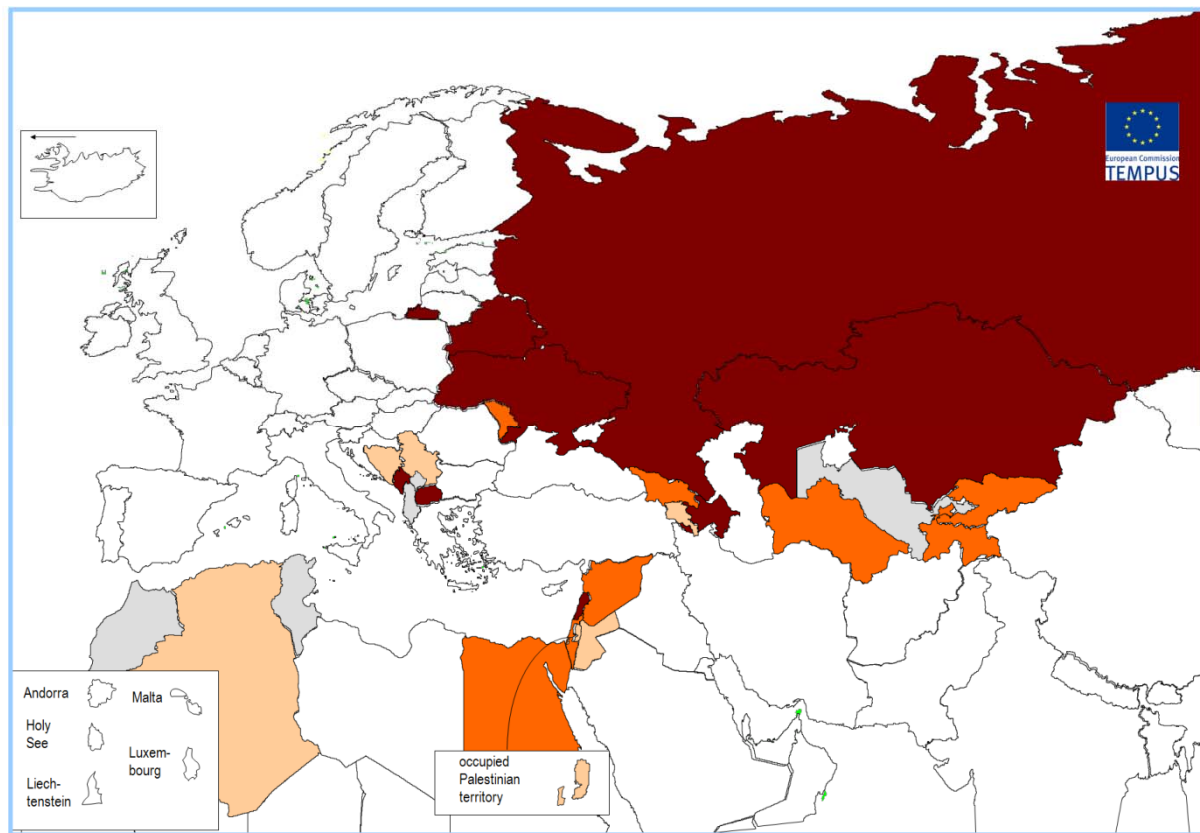 European Commission
TEMPUS
Andorra
Malta
Holy
See
Luxem-
bourg
Liech-
tenstein
occupied
Palestinian
territory